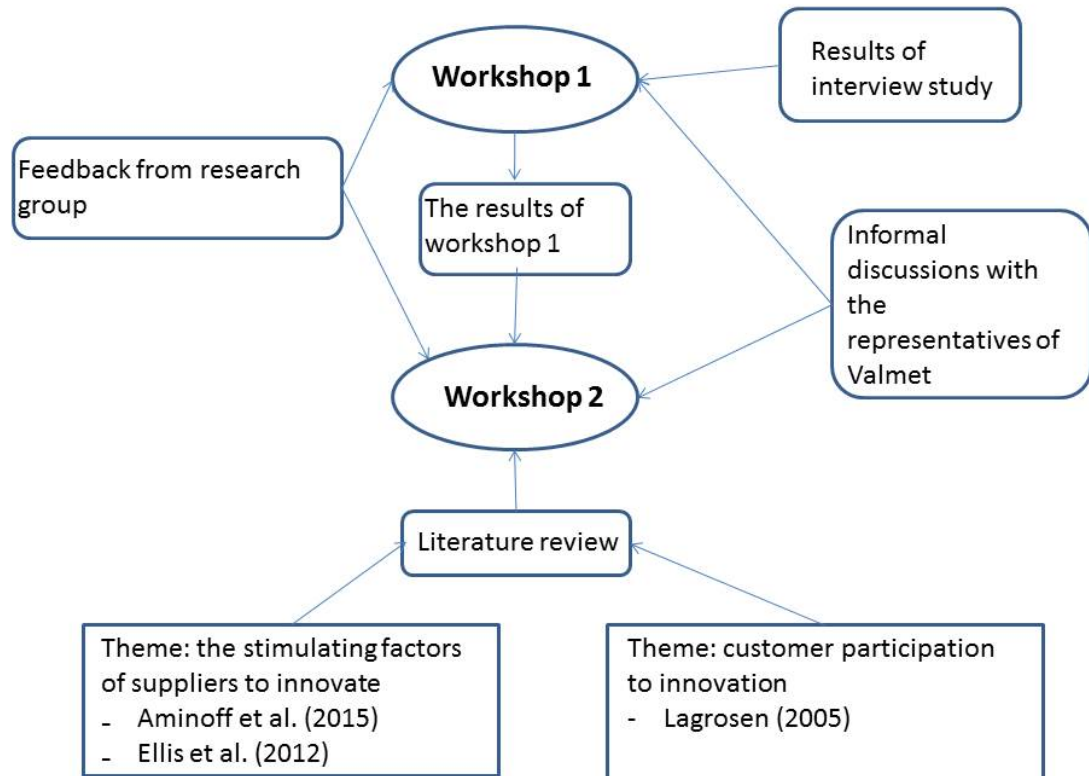 Workshop 1
Results of
interview study
Feedback from research
group
The results of
workshop 1
Informal
discussions with
the
representatives of
Valmet
Workshop 2
Literature review
Theme: the stimulating factors
of suppliers to innovate
- Aminoff et al. (2015)
- Ellis et al. (2012)
Theme: customer participation
to innovation
- Lagrosen (2005)